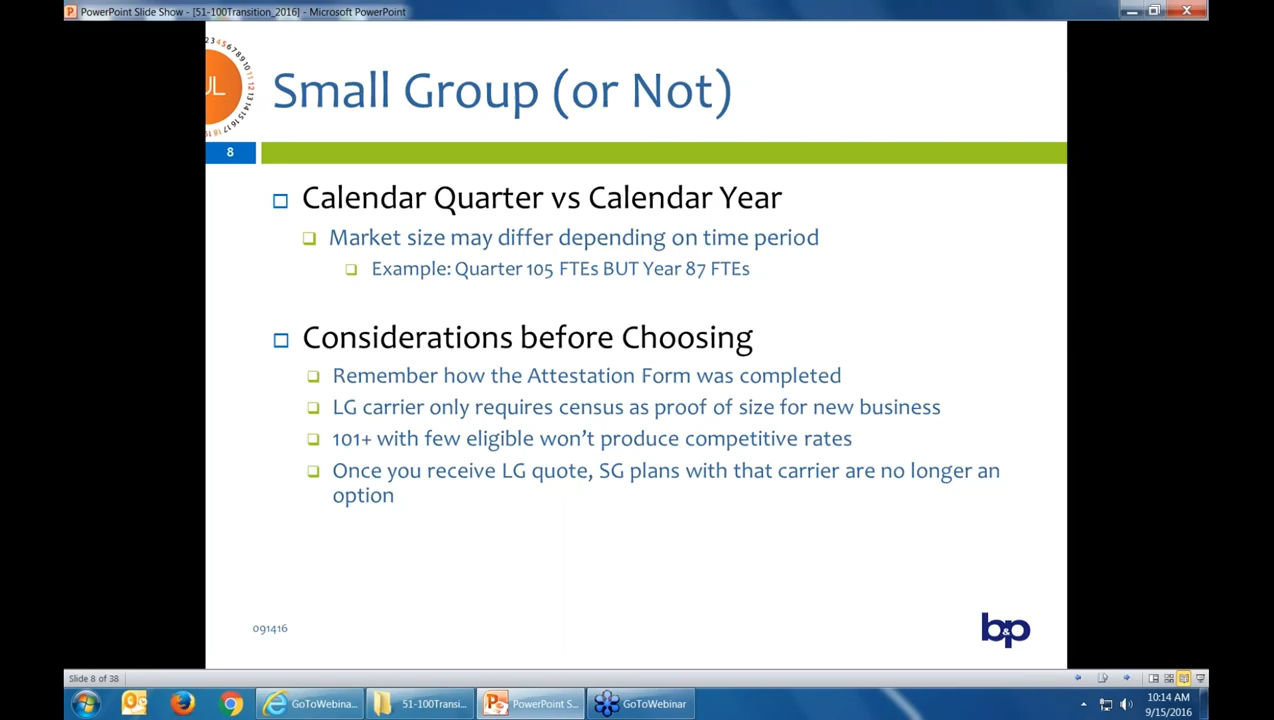 PowerPoint Slide Show - [51-100Transition_2016] - Microsoft PowerPoint
Small Group (or Not)
8
Calendar Quarter vs Calendar Year
Market size may differ depending on time period
Example: Quarter 105 FTEs BUT Year 87 FTEs
Considerations before Choosing
Remember how the Attestation Form was completed
LG carrier only requires census as proof of size for new business
101+ with few eligible won’t produce competitive rates
Once you receive LG quote, SG plans with that carrier are no longer an
option
091416
b&p
Slide 8 of 38
GoToWebina...
51-100Transi...
PowerPoint S...
GoToWebinar
10:14 AM
9/15/2016